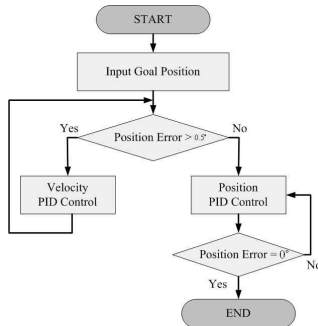 START
Input Goal Position
Yes
Position Error > 0.5°
No
Velocity
PID Control
Position
PID Control
Position Error = 0°
No
Yes
END